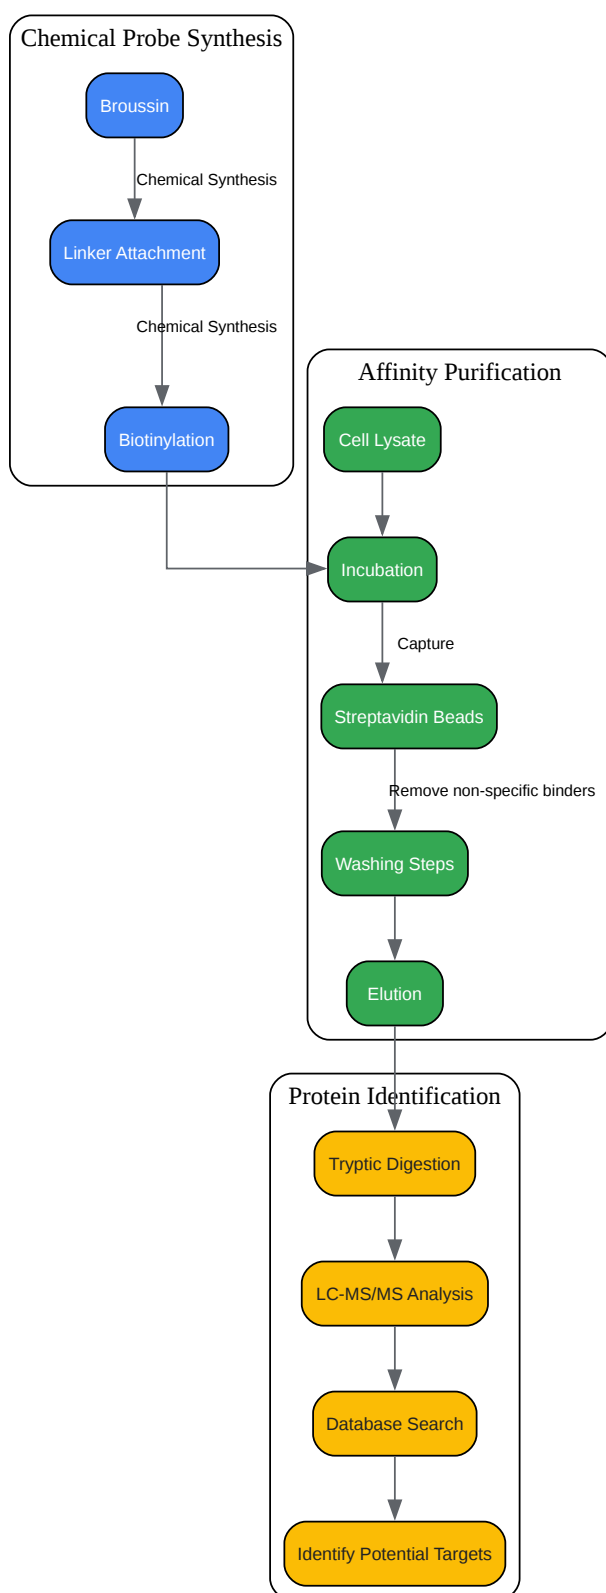 Chemical Probe Synthesis
Broussin
Chemical Synthesis
Linker Attachment
Chemical Synthesis
Biotinylation
Affinity Purification
Cell Lysate
Incubation
Capture
Streptavidin Beads
Remove non-specific binders
Washing Steps
Elution
Protein Identification
Tryptic Digestion
LC-MS/MS Analysis
Database Search
Identify Potential Targets